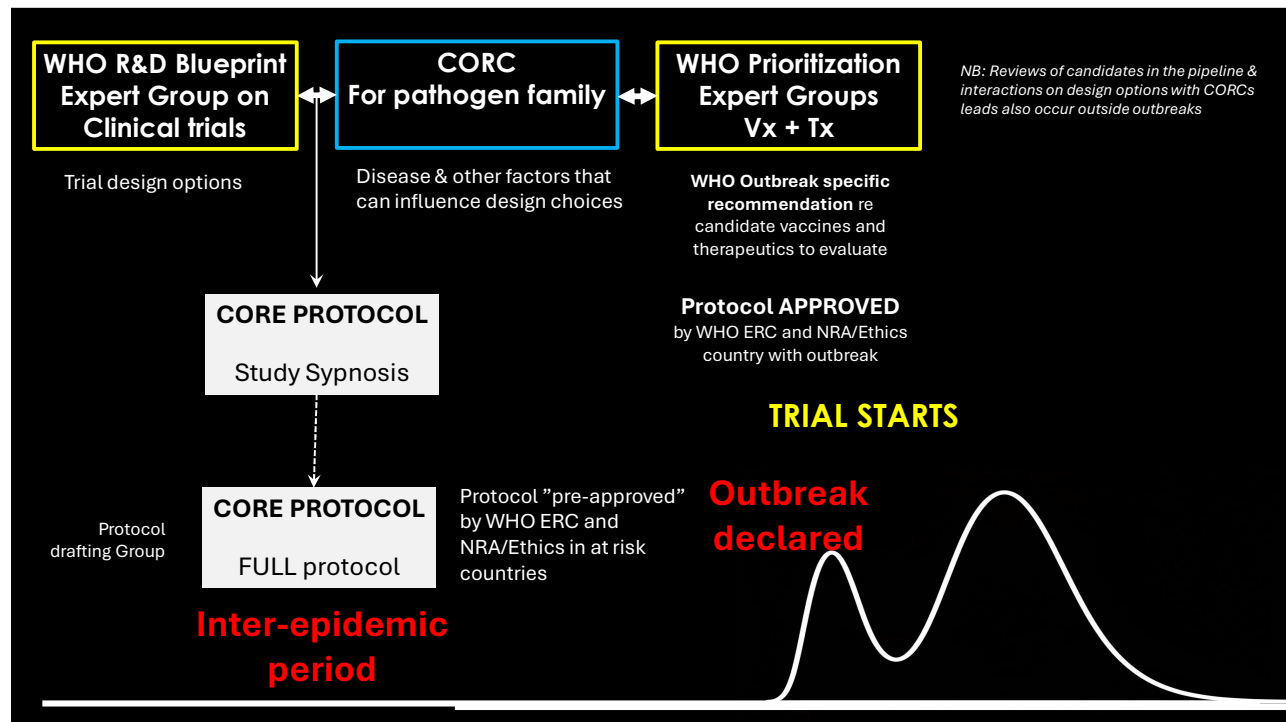 WHO R&D Blueprint
Expert Group on
Clinical trials
CORC
For pathogen family
WHO Prioritization
Expert Groups
Vx + Tx
NB: Reviews of candidates in the pipeline &
interactions on design options with CORCs
leads also occur outside outbreaks
Trial design options
Disease & other factors that
can influence design choices
WHO Outbreak specific
recommendation re
candidate vaccines and
therapeutics to evaluate
CORE PROTOCOL
Study Sypnosis
Protocol APPROVED
by WHO ERC and NRA/Ethics
country with outbreak
TRIAL STARTS
Protocol
drafting Group
CORE PROTOCOL
FULL protocol
Protocol ”pre-approved”
by WHO ERC and
NRA/Ethics in at risk
countries
Outbreak
declared
Inter-epidemic
period